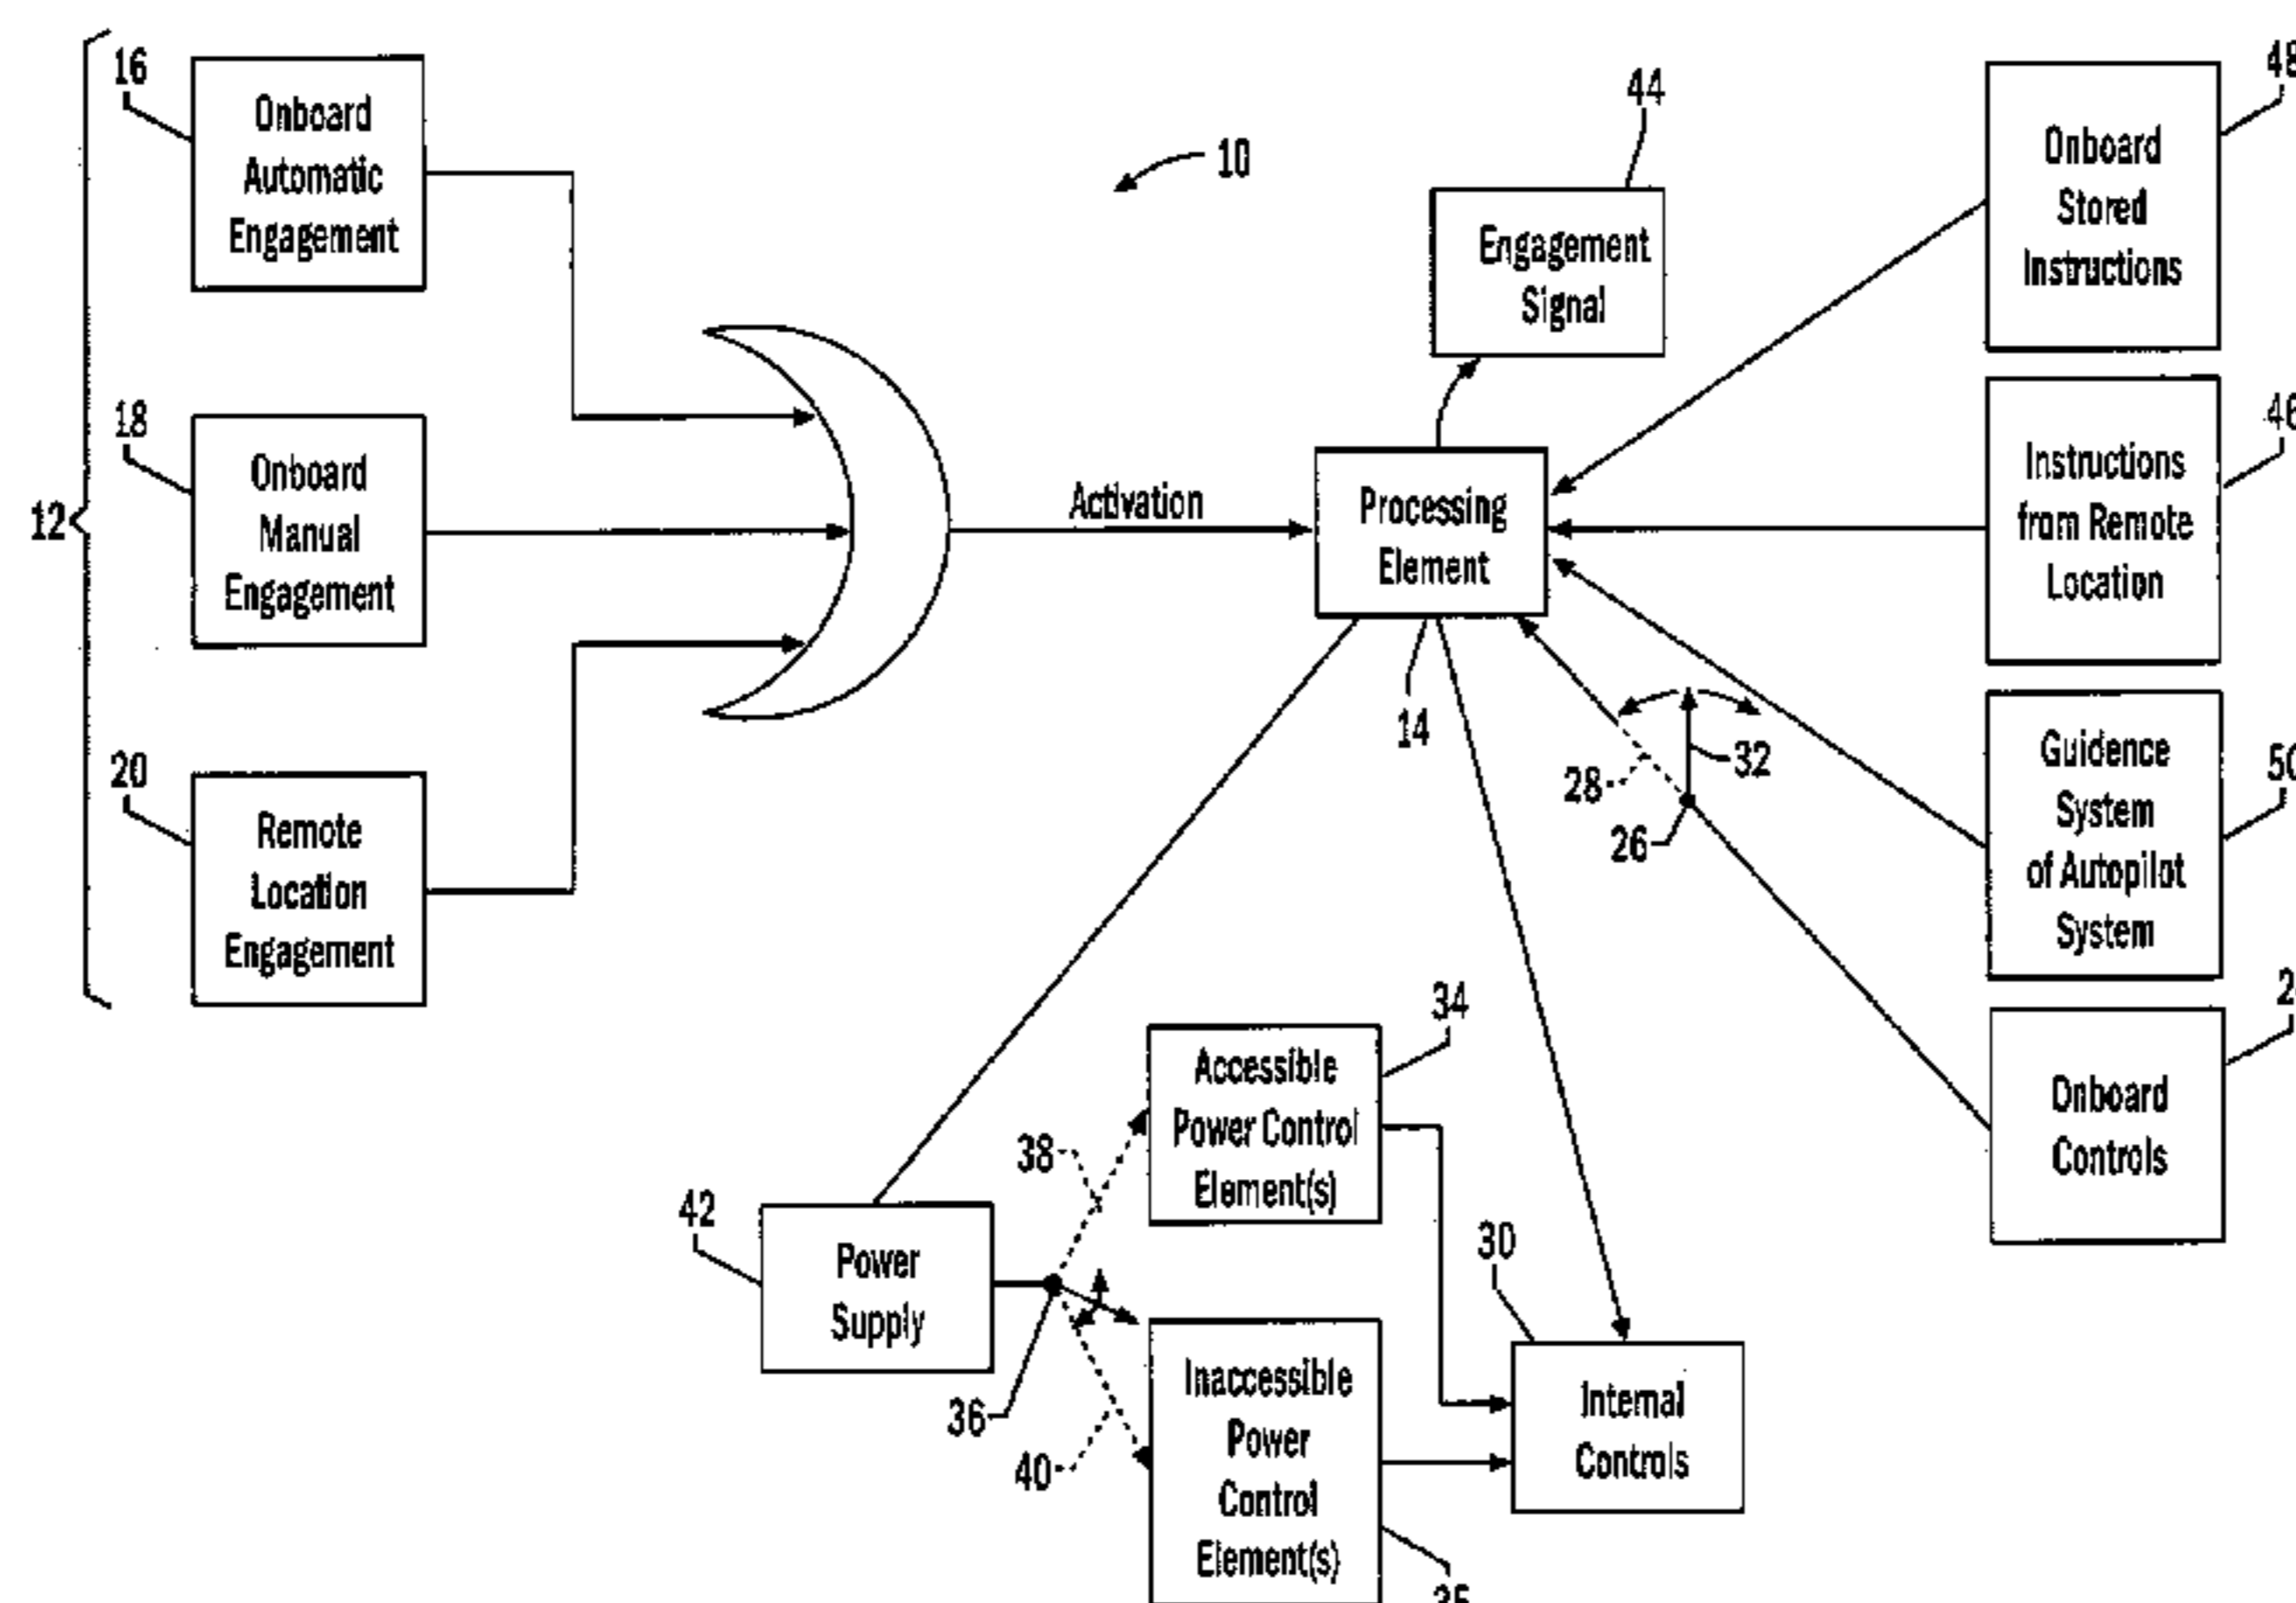 16
Onboard
Automatic
Engagement
10
44
Engagement
Signal
48
Onboard
Stored
Instructions
12
18
Onboard
Manual
Engagement
Activation
Processing
Element
14
46
Instructions
from Remote
Location
20
Remote
Location
Engagement
28
32
26
50
Guidence
System
of Autopilot
System
34
Accessible
Power Control
Element(s)
2
Onboard
Controls
38
42
Power
Supply
36
40
Inaccessible
Power
Control
Element(s)
35
30
Internal
Controls